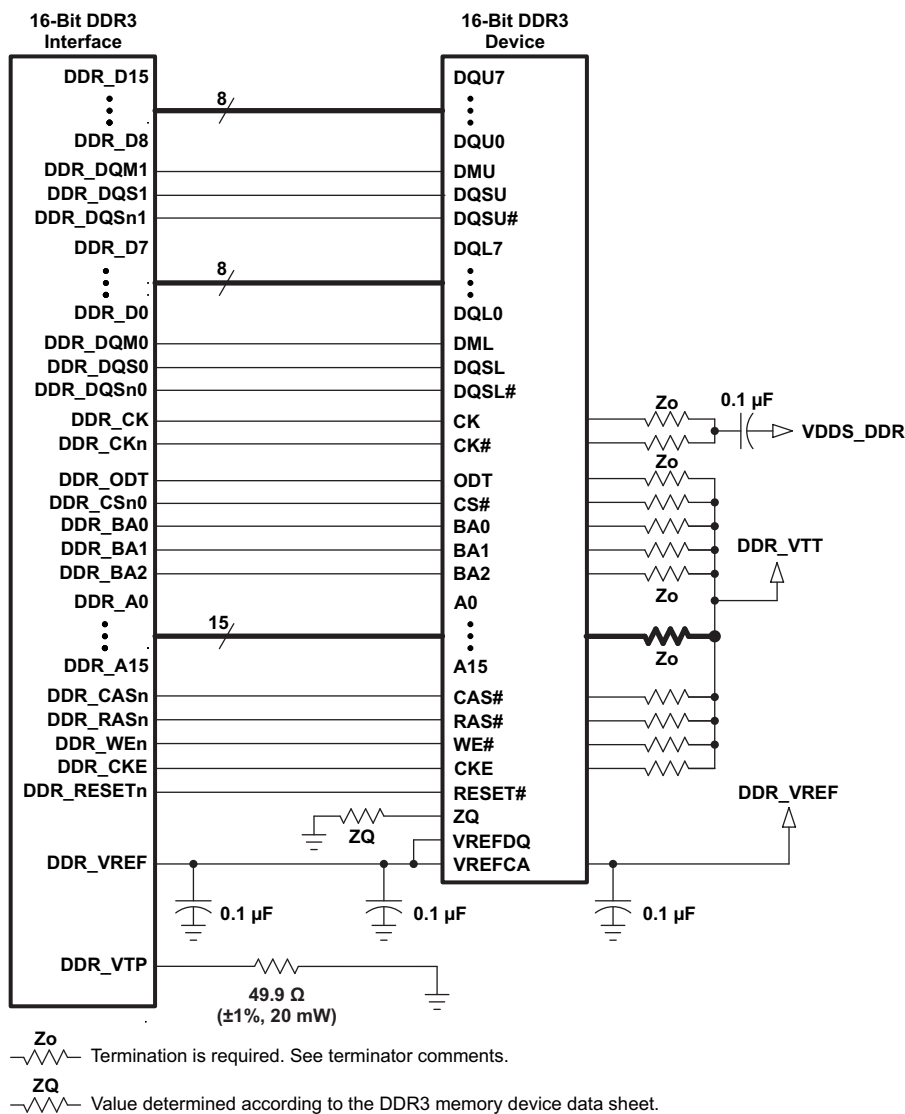 16-Bit DDR3
Interface
16-Bit DDR3
Device
DDR_D15
DQU7
8
DDR_D8
DQU0
DDR_DQM1
DMU
DDR_DQS1
DQSU
DDR_DQSn1
DQSU#
DDR_D7
DQL7
8
DDR_D0
DQL0
DDR_DQM0
DML
DDR_DQS0
DQSL
DDR_DQSn0
DQSL#
Zo
0.1 µF
DDR_CK
CK
VDDS_DDR
DDR_CKn
CK#
Zo
DDR_ODT
ODT
DDR_CSn0
CS#
DDR_BA0
BA0
DDR_BA1
BA1
DDR_VTT
DDR_BA2
BA2
Zo
DDR_A0
A0
15
Zo
DDR_A15
A15
DDR_CASn
CAS#
DDR_RASn
RAS#
DDR_WEn
WE#
DDR_CKE
CKE
DDR_RESETn
RESET#
DDR_VREF
ZQ
ZQ
VREFDQ
DDR_VREF
VREFCA
0.1 µF
0.1 µF
0.1 µF
DDR_VTP
49.9 Ω
(±1%, 20 mW)
Zo
Termination is required. See terminator comments.
ZQ
Value determined according to the DDR3 memory device data sheet.